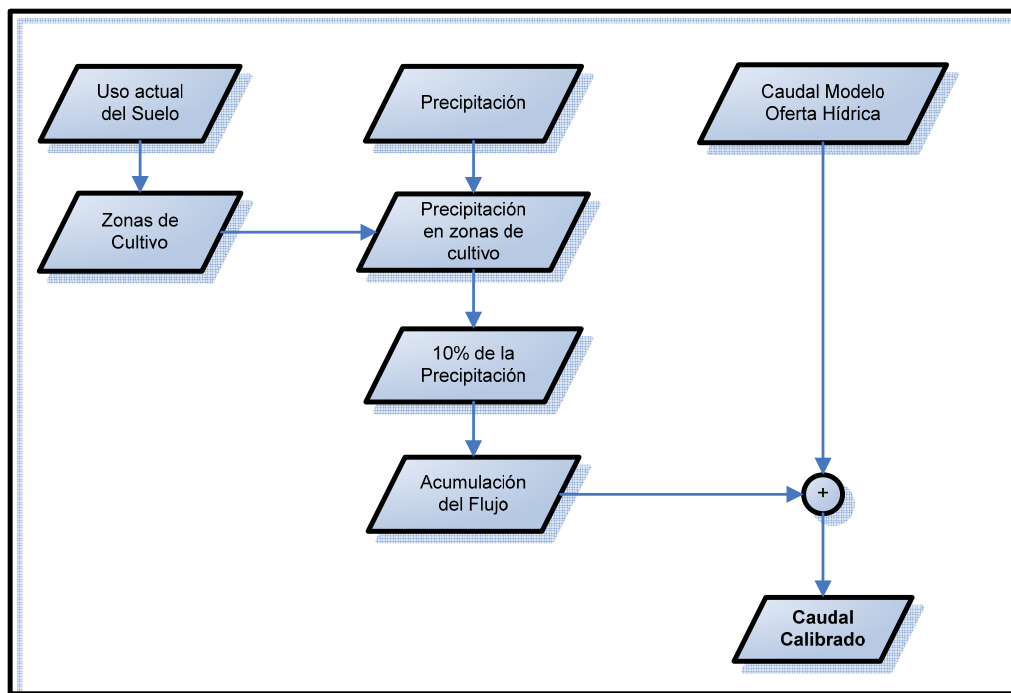 Uso actual
del Suelo
Precipitación
Caudal Modelo
Oferta Hídrica
Zonas de
Cultivo
Precipitación
en zonas de
cultivo
10% de la
Precipitación
Acumulación
del Flujo
+
Caudal
Calibrado